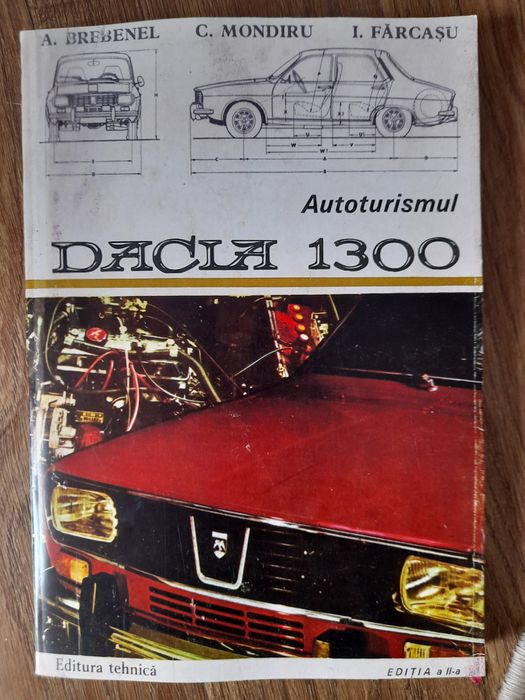 A. BREBENEL C. MONDIRU I. FĂRCAȘU
Autoturismul
DACIA 1300
Editura tehnică EDIȚIA a II-a